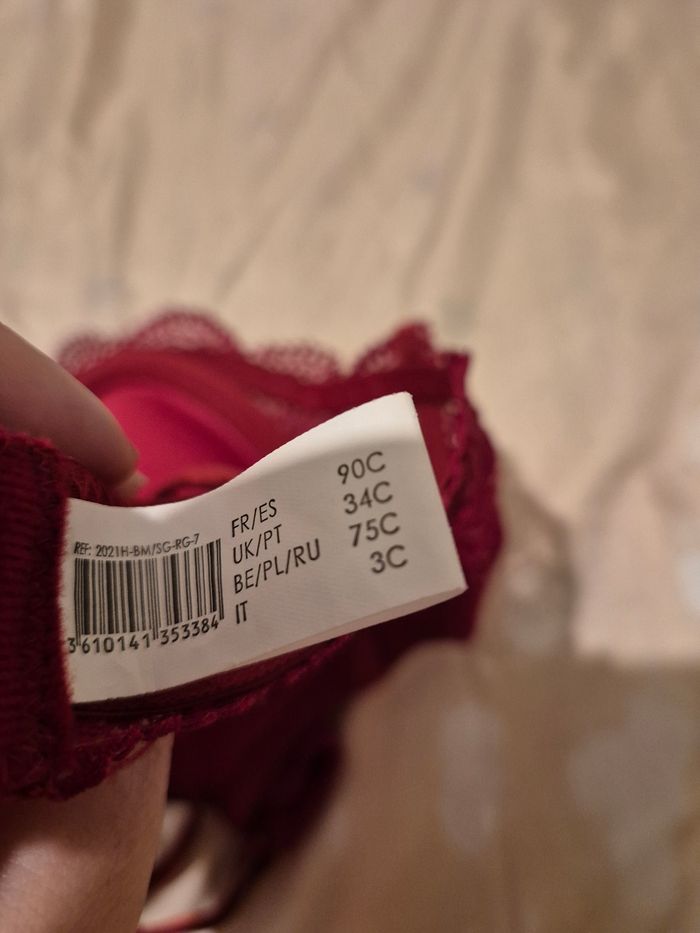 REF: 2021H-BM/SG-RG-7
3 610141 353384
FR/ES 90C
UK/PT 34C
BE/PL/RU 75C
IT 3C